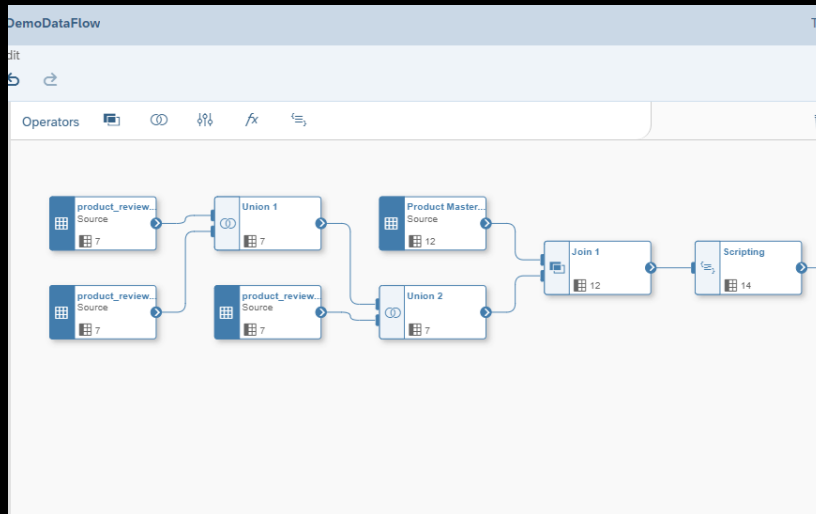 DemoDataFlow
T
dit
Operators
fx
product_review...
Source
7
Union 1
7
Product Master...
Source
12
Join 1
12
Scripting
14
product_review...
Source
7
product_review...
Source
7
Union 2
7